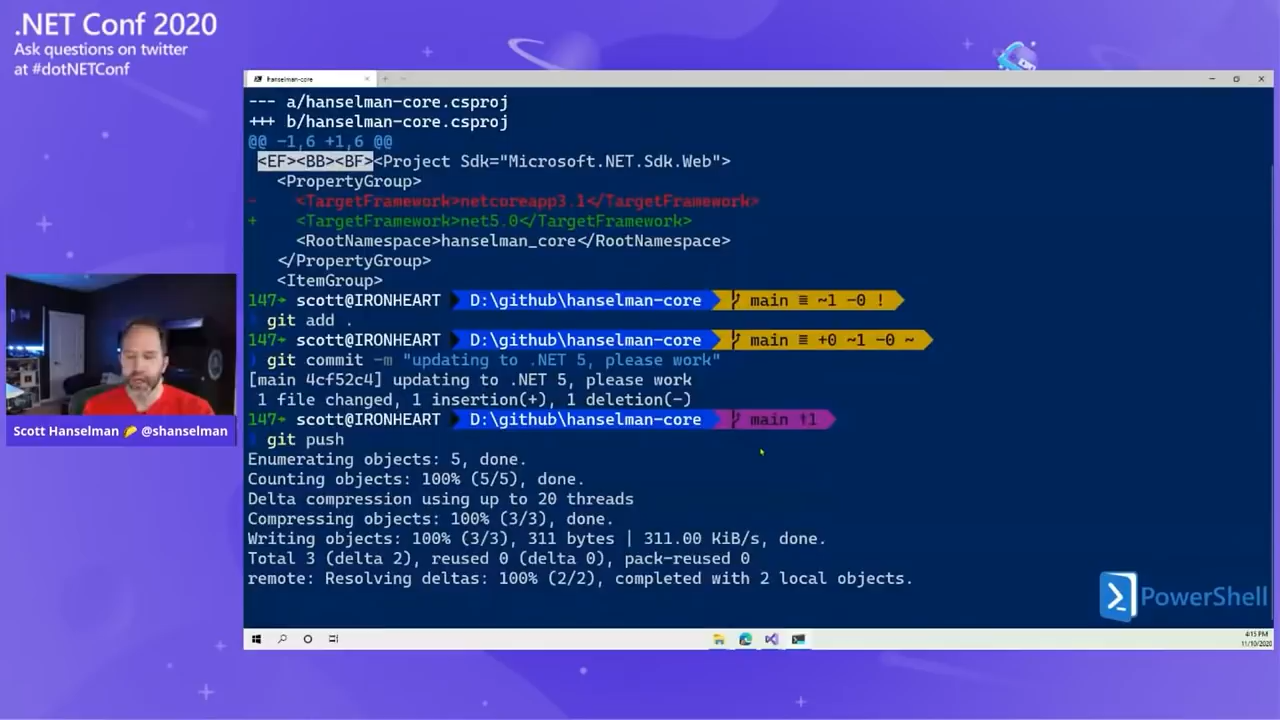 .NET Conf 2020
Ask questions on twitter
at #dotNETConf
hanselman-core
--- a/hanselman-core.csproj
+++ b/hanselman-core.csproj
@@ -1,6 +1,6 @@
<EF><BB><BF><Project Sdk="Microsoft.NET.Sdk.Web">
<PropertyGroup>
- <TargetFramework>netcoreapp3.1</TargetFramework>
+ <TargetFramework>net5.0</TargetFramework>
<RootNamespace>hanselman_core</RootNamespace>
</PropertyGroup>
<ItemGroup>
147→ scott@IRONHEART D:\github\hanselman-core main ≡ ~1 -0 !
git add .
147→ scott@IRONHEART D:\github\hanselman-core main ≡ +0 ~1 -0 ~
git commit -m "updating to .NET 5, please work"
[main 4cf52c4] updating to .NET 5, please work
1 file changed, 1 insertion(+), 1 deletion(-)
147→ scott@IRONHEART D:\github\hanselman-core main ↑1
git push
Enumerating objects: 5, done.
Counting objects: 100% (5/5), done.
Delta compression using up to 20 threads
Compressing objects: 100% (3/3), done.
Writing objects: 100% (3/3), 311 bytes | 311.00 KiB/s, done.
Total 3 (delta 2), reused 0 (delta 0), pack-reused 0
remote: Resolving deltas: 100% (2/2), completed with 2 local objects.
Scott Hanselman 🌮 @shanselman
PowerShell
4:15 PM
11/10/2020